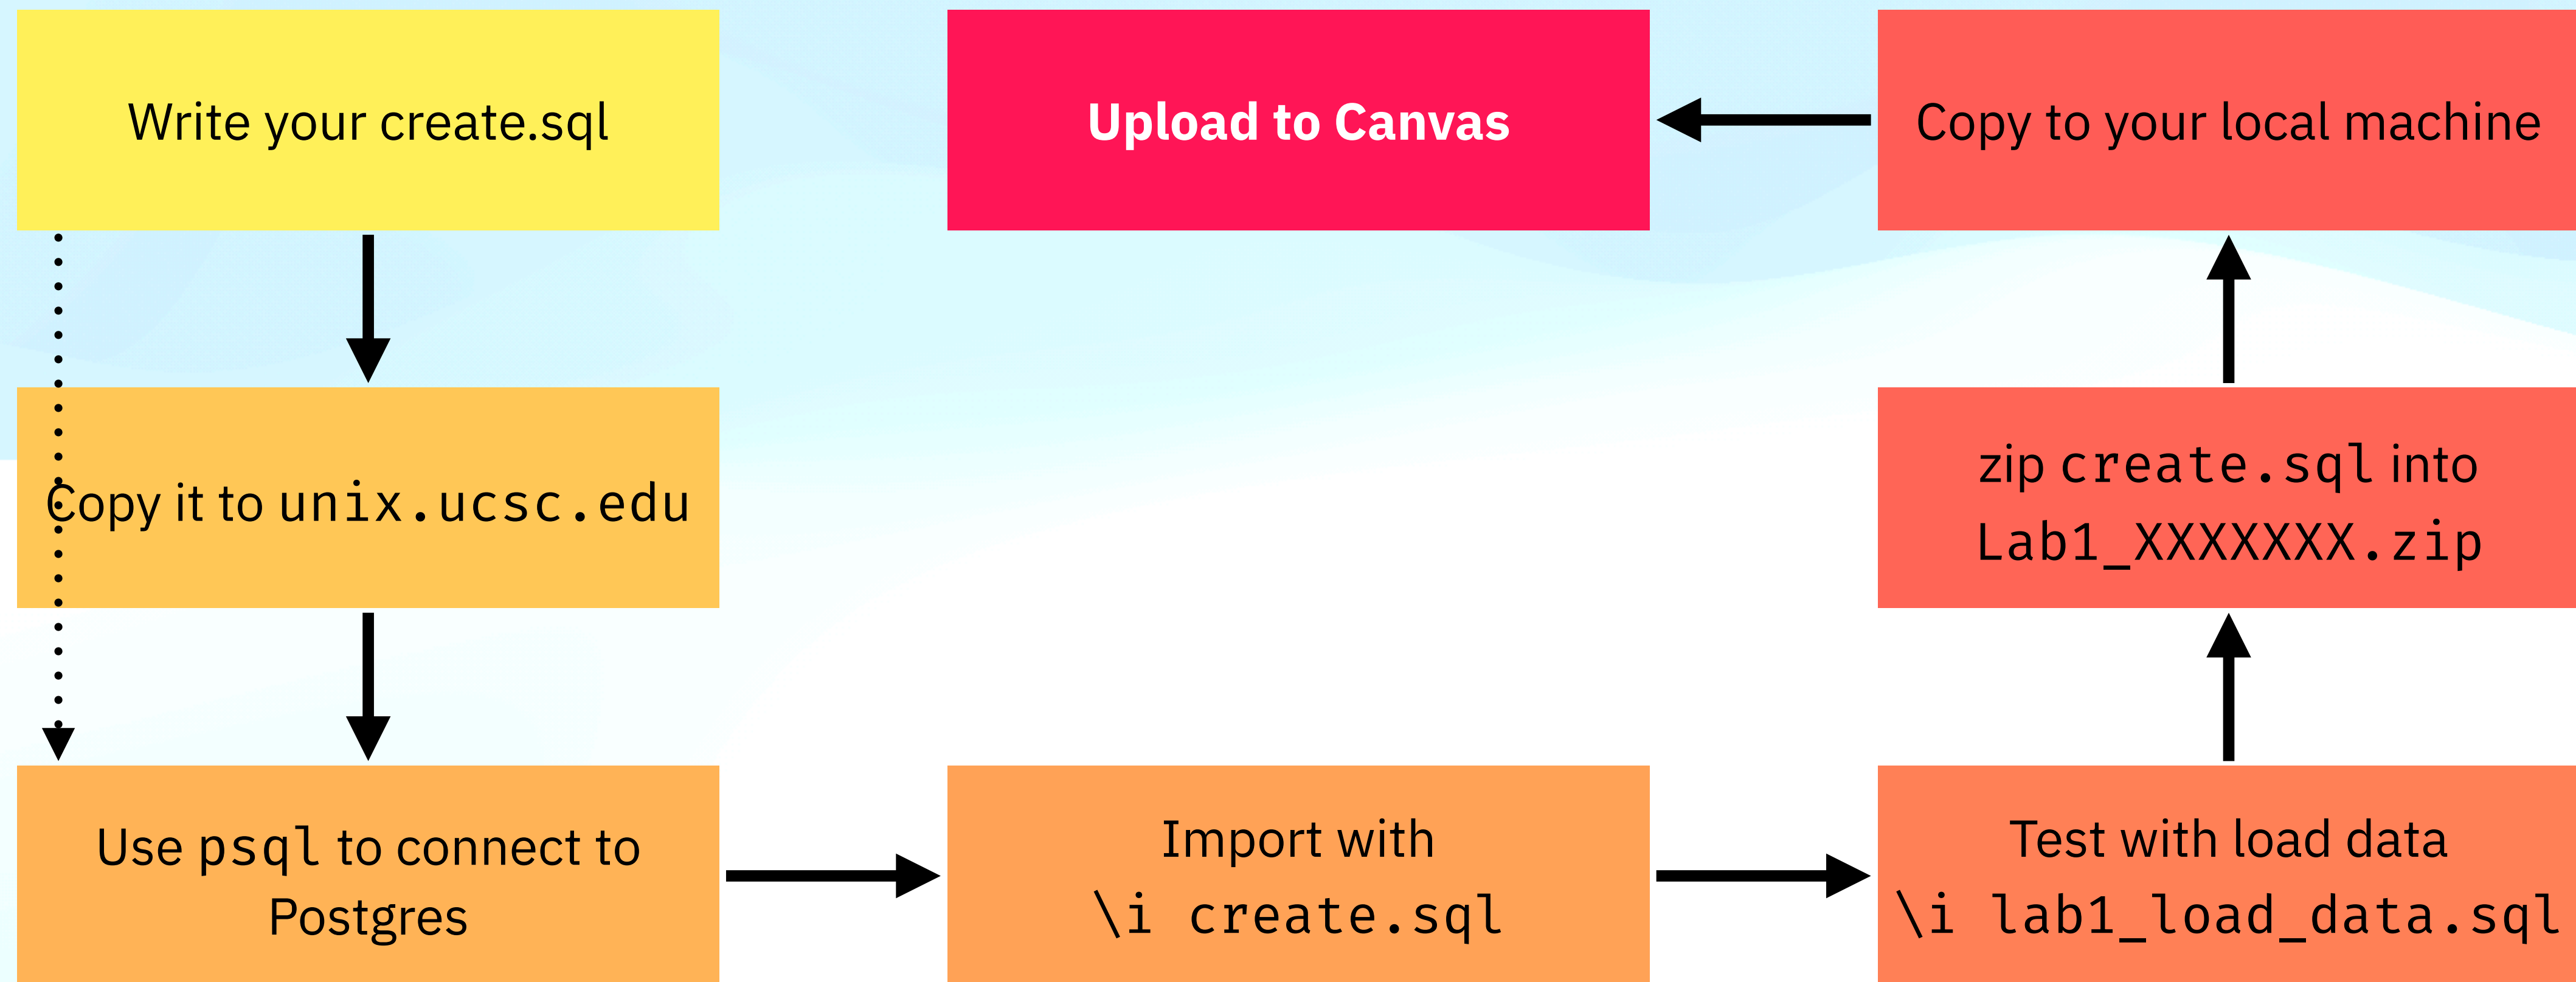 Write your create.sql
Upload to Canvas
Copy to your local machine
Copy it to unix.ucsc.edu
zip create.sql into
Lab1_XXXXXXX.zip
Use psql to connect to
Postgres
Import with
\i create.sql
Test with load data
\i lab1_load_data.sql